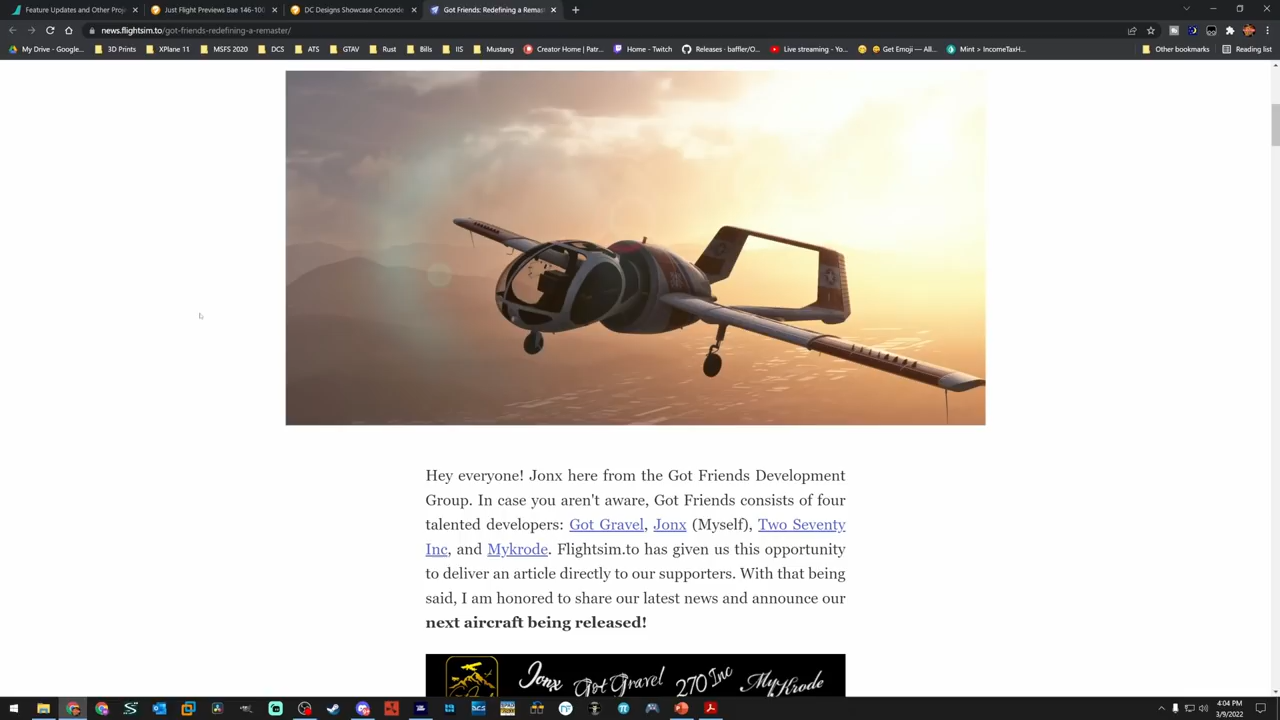 Feature Updates and Other Proj
Just Flight Previews Bae 146-100
DC Designs Showcase Concorde
Got Friends: Redefining a Remas
news.flightsim.to/got-friends-redefining-a-remaster/
My Drive - Google...
3D Prints
XPlane 11
MSFS 2020
DCS
ATS
GTAV
Rust
Bills
IIS
Mustang
Creator Home | Patr...
Home - Twitch
Releases · baffler/O...
Live streaming - Yo...
Get Emoji — All...
Mint > IncomeTaxH...
Other bookmarks
Reading list
Hey everyone! Jonx here from the Got Friends Development
Group. In case you aren't aware, Got Friends consists of four
talented developers: Got Gravel, Jonx (Myself), Two Seventy
Inc, and Mykrode. Flightsim.to has given us this opportunity
to deliver an article directly to our supporters. With that being
said, I am honored to share our latest news and announce our
next aircraft being released!
Jonx Got Gravel 270 Inc MyKrode
4:04 PM
3/9/2022